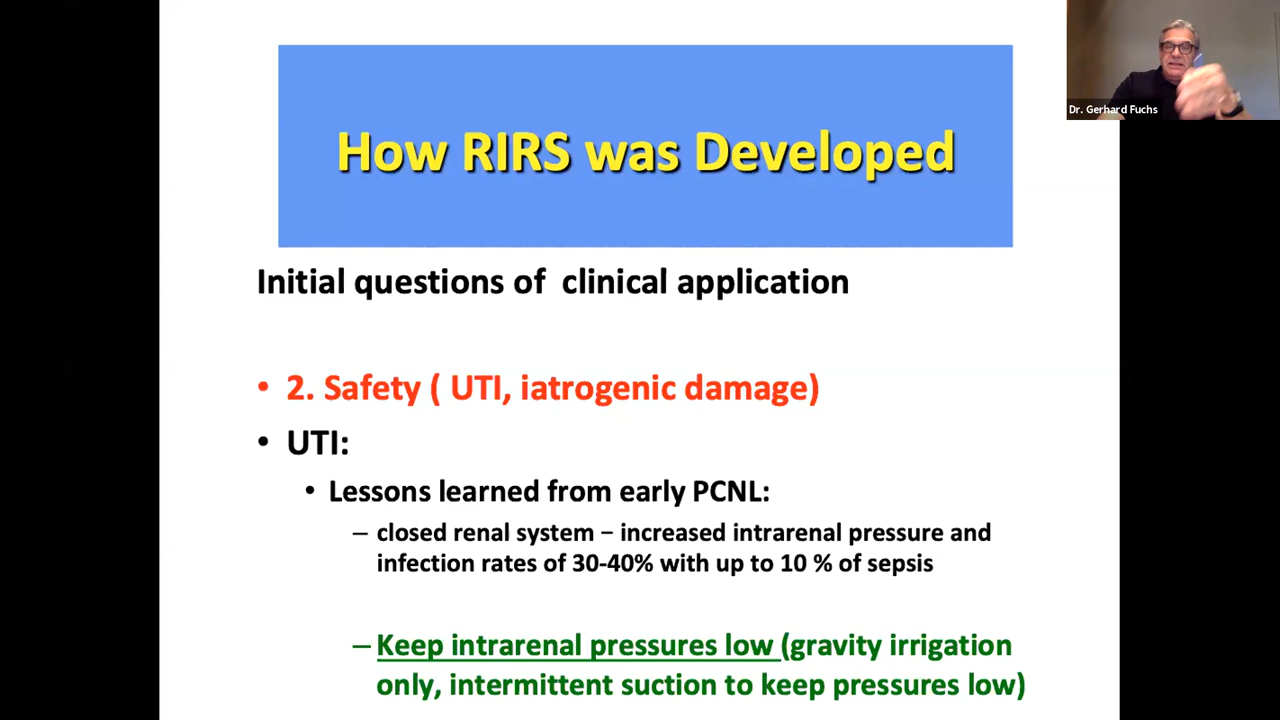 Dr. Gerhard Fuchs
How RIRS was Developed
Initial questions of clinical application
• 2. Safety ( UTI, iatrogenic damage)
• UTI:
• Lessons learned from early PCNL:
– closed renal system – increased intrarenal pressure and
infection rates of 30-40% with up to 10 % of sepsis
– Keep intrarenal pressures low (gravity irrigation
only, intermittent suction to keep pressures low)